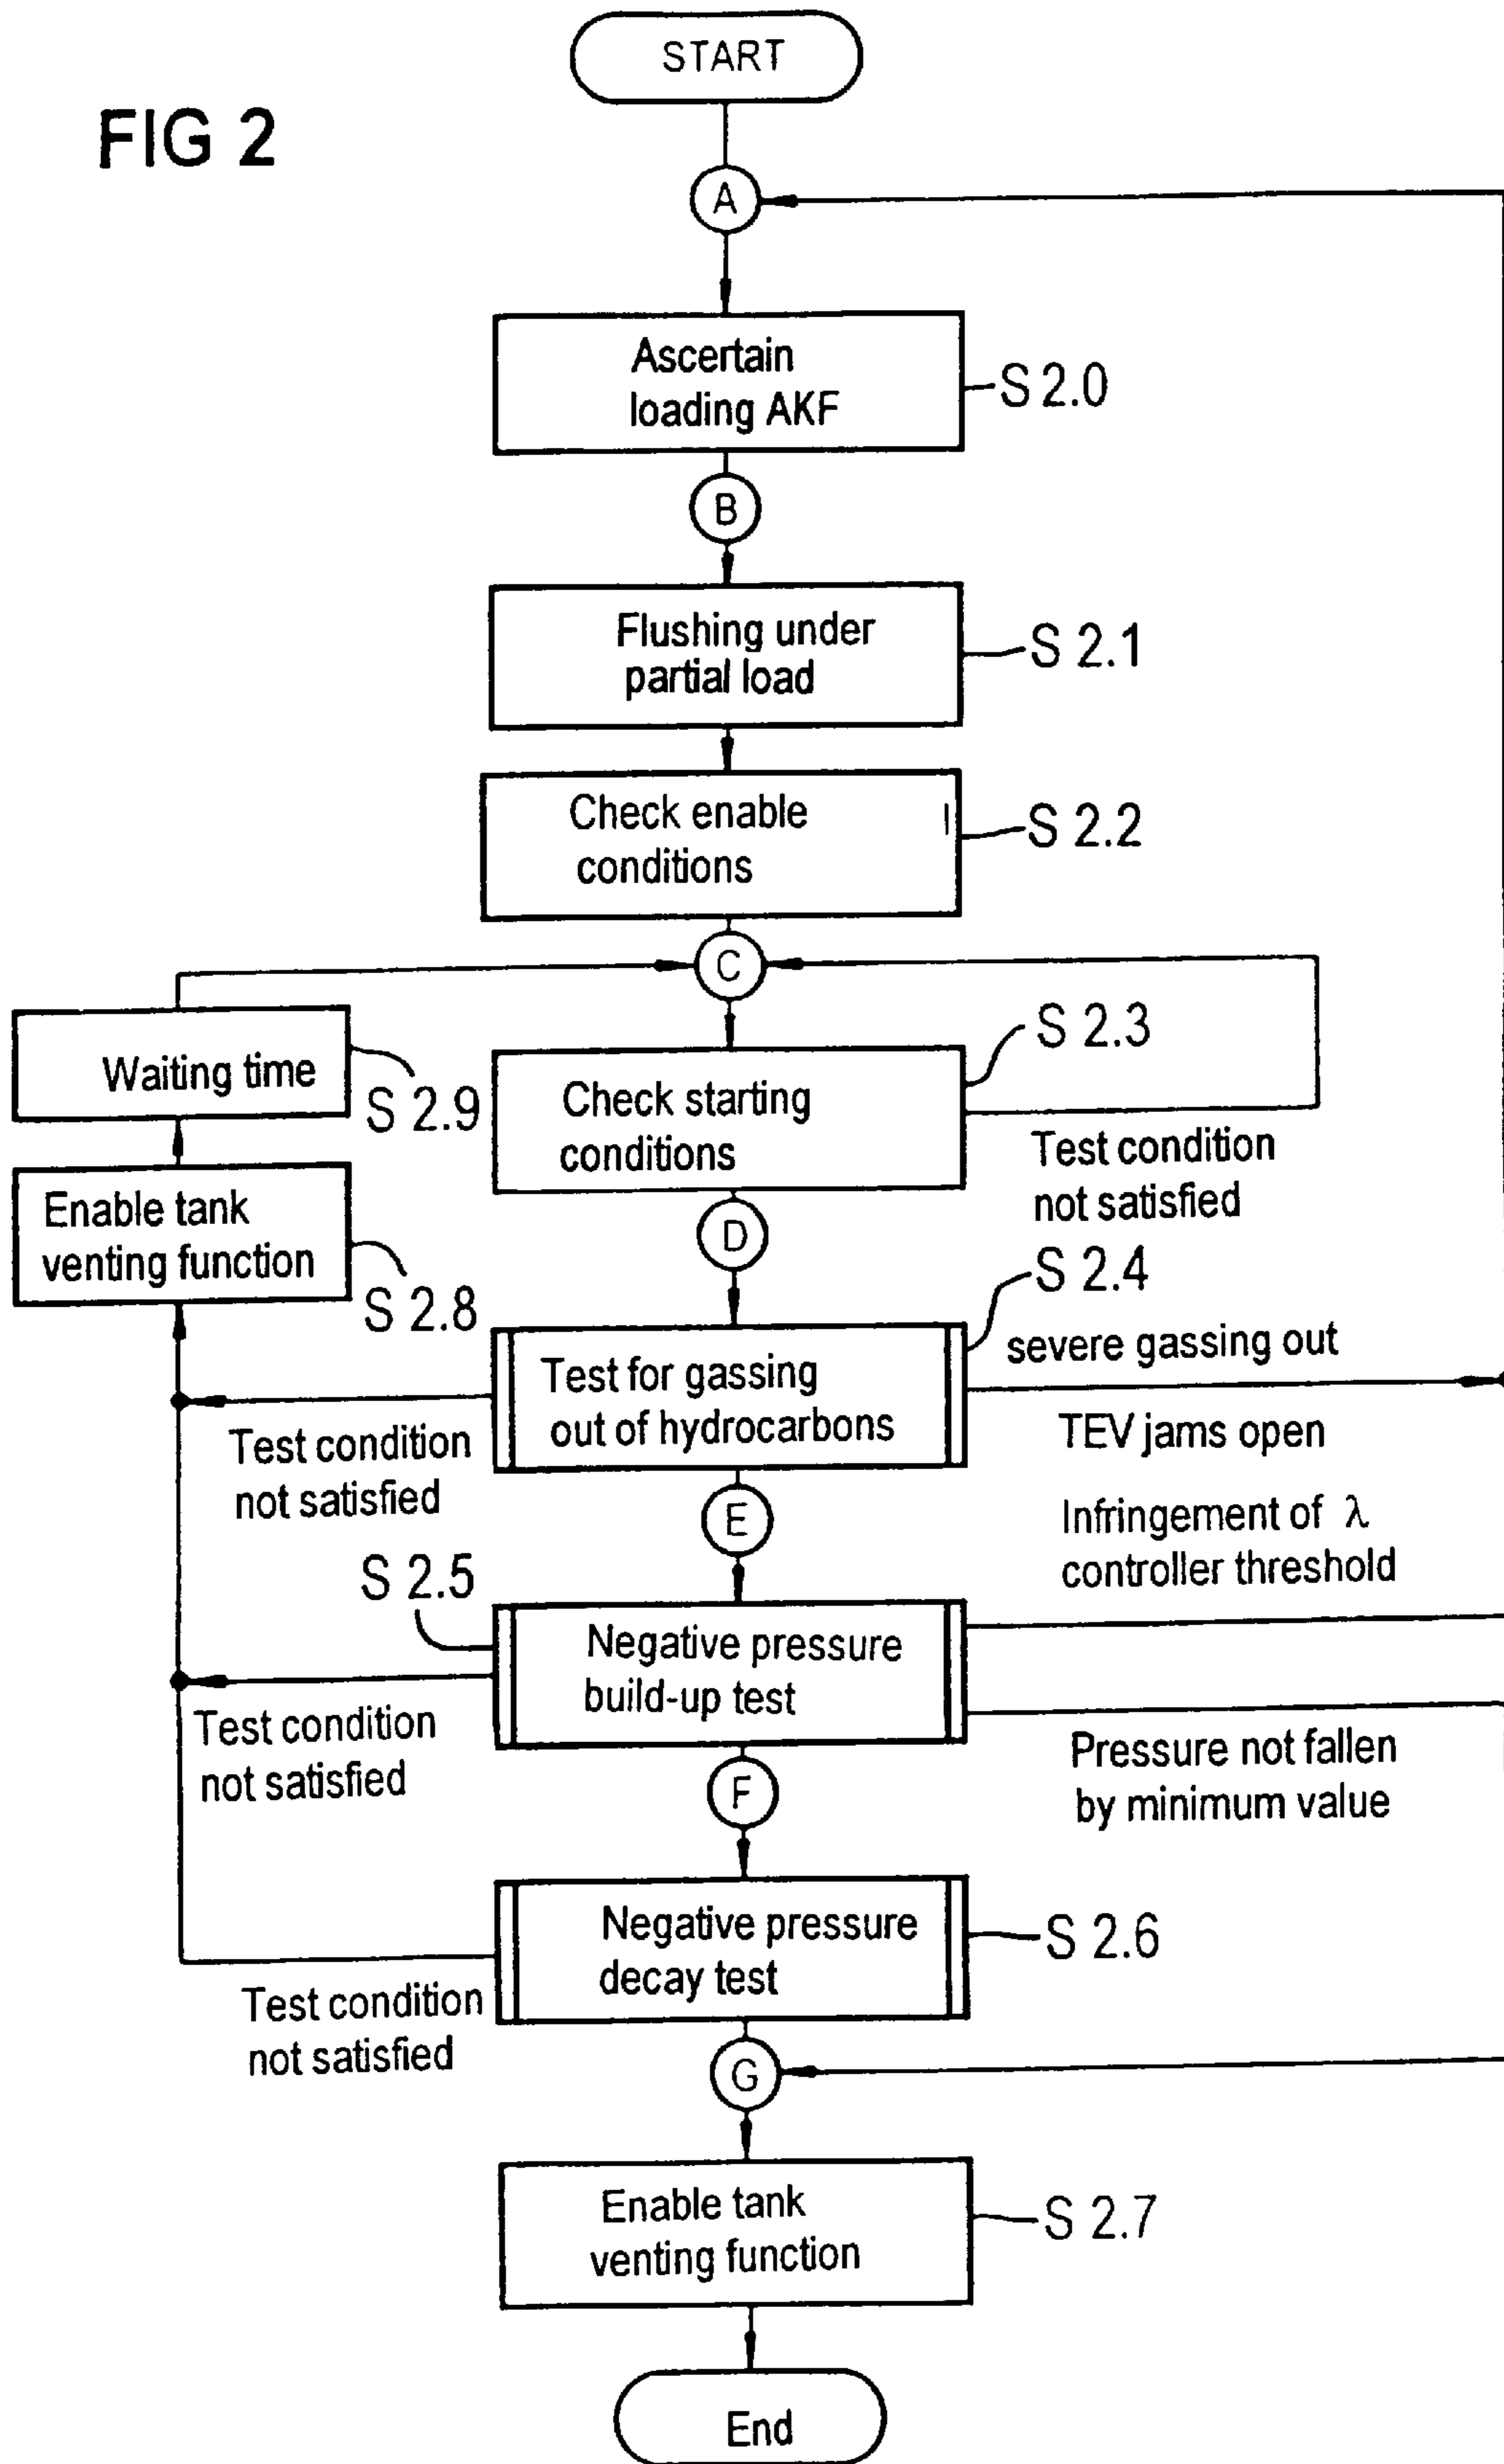 FIG 2
START
A
Ascertain
loading AKF
S 2.0
B
Flushing under
partial load
S 2.1
Check enable
conditions
S 2.2
C
Waiting time
S 2.9
Check starting
conditions
S 2.3
Test condition
not satisfied
Enable tank
venting function
S 2.8
D
S 2.4
Test for gassing
out of hydrocarbons
severe gassing out
TEV jams open
Test condition
not satisfied
E
Infringement of λ
controller threshold
S 2.5
Negative pressure
build-up test
Test condition
not satisfied
Pressure not fallen
by minimum value
F
Negative pressure
decay test
S 2.6
Test condition
not satisfied
G
Enable tank
venting function
S 2.7
End